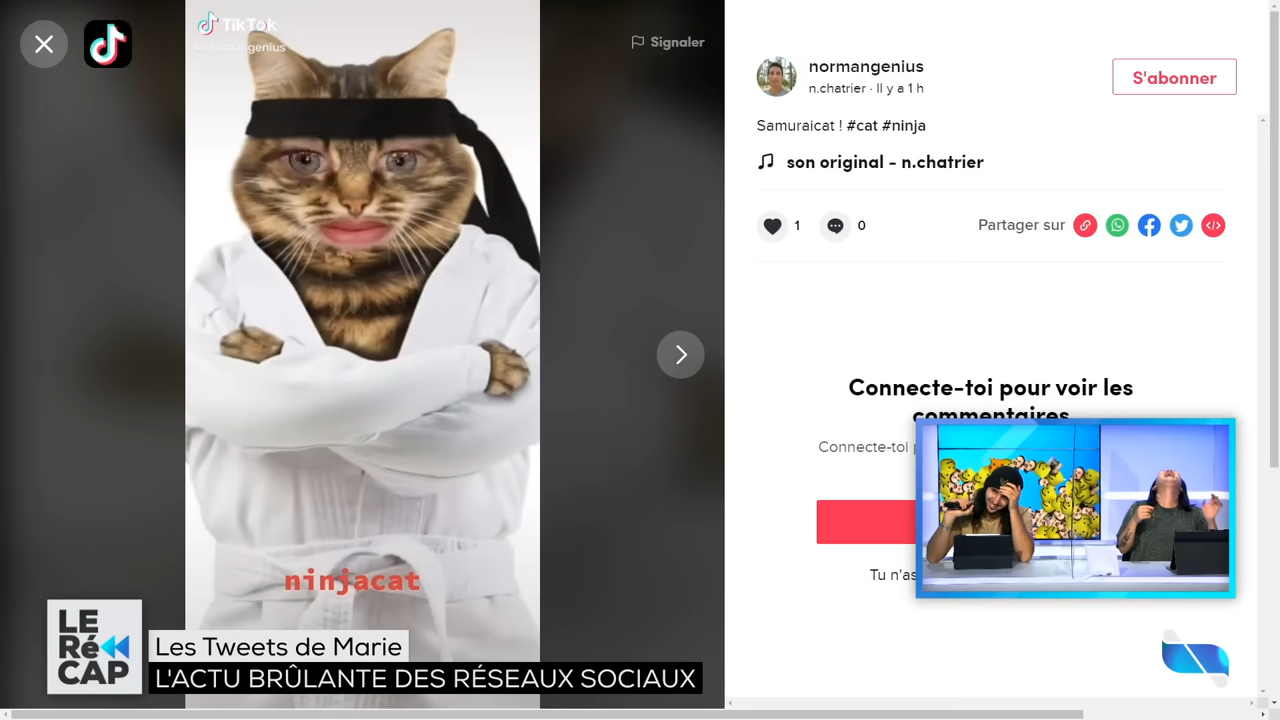 TikTok
genius
Signaler
normangenius
n.chatrier · Il y a 1 h
S'abonner
Samuraicat ! #cat #ninja
son original - n.chatrier
1
0
Partager sur
Connecte-toi pour voir les
commentaires
Connecte-toi
Tu n'as
ninjacat
LE
Ré
CAP
Les Tweets de Marie
L'ACTU BRÛLANTE DES RÉSEAUX SOCIAUX